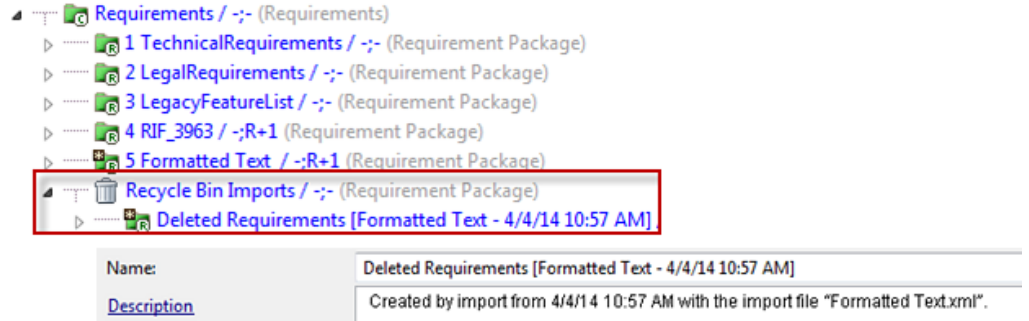 Requirements / -;- (Requirements)
1 TechnicalRequirements / -;- (Requirement Package)
2 LegalRequirements / -;- (Requirement Package)
3 LegacyFeatureList / -;- (Requirement Package)
4 RIF_3963 / -;R+1 (Requirement Package)
5 Formatted Text / -;R+1 (Requirement Package)
Recycle Bin Imports / -;- (Requirement Package)
Deleted Requirements [Formatted Text - 4/4/14 10:57 AM]
Name: Deleted Requirements [Formatted Text - 4/4/14 10:57 AM]
Description Created by import from 4/4/14 10:57 AM with the import file "Formatted Text.xml".